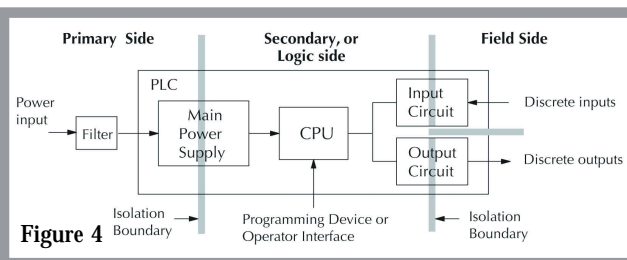 Primary Side
Secondary, or
Logic side
Field Side
PLC
Power
input
Filter
Main
Power
Supply
CPU
Input
Circuit
Output
Circuit
Discrete inputs
Discrete outputs
Isolation
Boundary
Programming Device or
Operator Interface
Isolation
Boundary
Figure 4